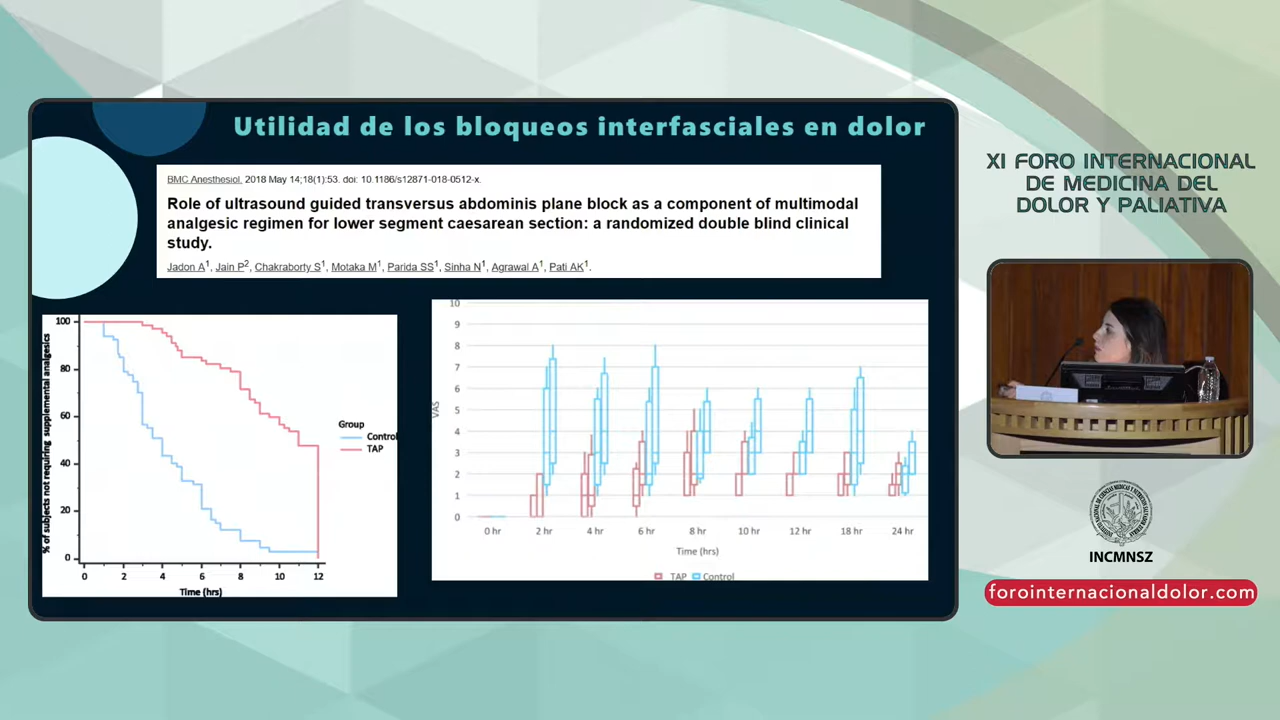 Utilidad de los bloqueos interfasciales en dolor
BMC Anesthesiol. 2018 May 14;18(1):53. doi: 10.1186/s12871-018-0512-x.
Role of ultrasound guided transversus abdominis plane block as a component of multimodal
analgesic regimen for lower segment caesarean section: a randomized double blind clinical
study.
Jadon A1, Jain P2, Chakraborty S1, Motaka M1, Parida SS1, Sinha N1, Agrawal A1, Pati AK1.
% of subjects not requiring supplemental analgesics
100
80
60
40
20
0
0 2 4 6 8 10 12
Time (hrs)
Group
Control
TAP
VAS
10
9
8
7
6
5
4
3
2
1
0
0 hr 2 hr 4 hr 6 hr 8 hr 10 hr 12 hr 18 hr 24 hr
Time (hrs)
TAP Control
XI FORO INTERNACIONAL
DE MEDICINA DEL
DOLOR Y PALIATIVA
INCMNSZ
forointernacionaldolor.com